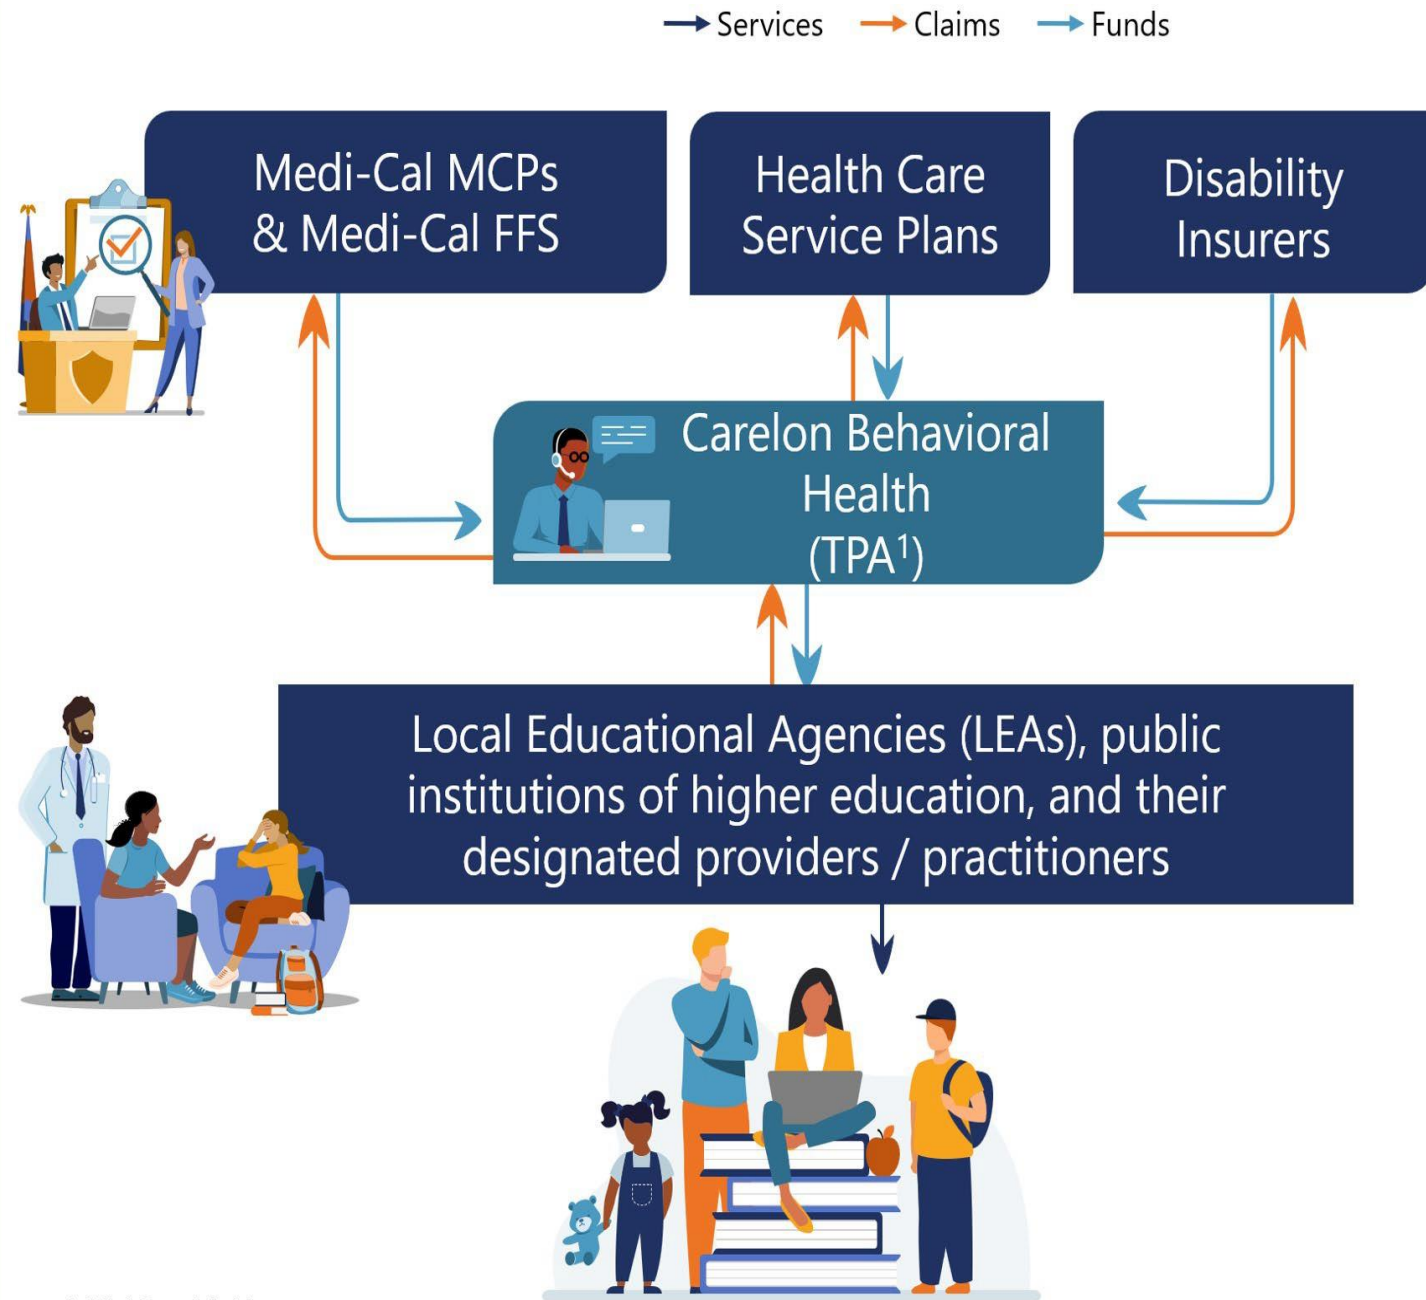 Services Claims Funds
Medi-Cal MCPs
& Medi-Cal FFS
Health Care
Service Plans
Disability
Insurers
Carelon Behavioral
Health
(TPA¹)
Local Educational Agencies (LEAs), public
institutions of higher education, and their
designated providers / practitioners